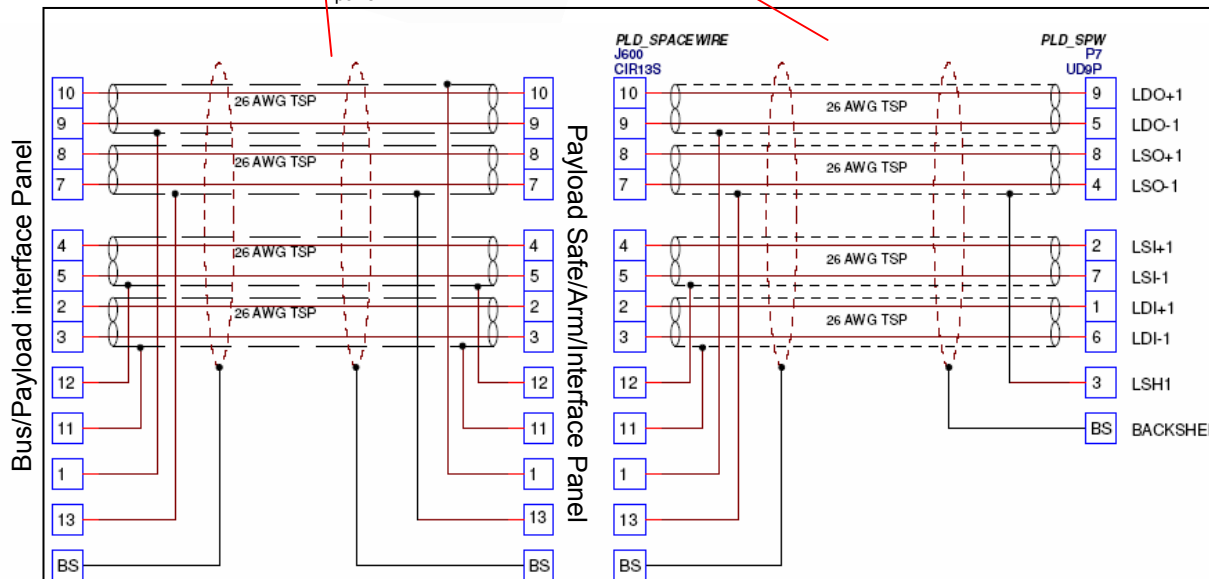 PLD_SPACEWIRE
J600
CIR13S
PLD_SPW
P7
UD9P
Bus/Payload interface Panel
Payload Safe/Arm/Interface Panel
10 26 AWG TSP 10 10 26 AWG TSP 9 LDO+1
9 9 9 5 LDO-1
8 26 AWG TSP 8 8 26 AWG TSP 8 LSO+1
7 7 7 4 LSO-1
4 26 AWG TSP 4 4 26 AWG TSP 2 LSI+1
5 5 5 7 LSI-1
2 26 AWG TSP 2 2 26 AWG TSP 1 LDI+1
3 3 3 6 LDI-1
12 12 12 3 LSH1
11 11 11 BS BACKSHE
1 1 1
13 13 13
BS BS BS